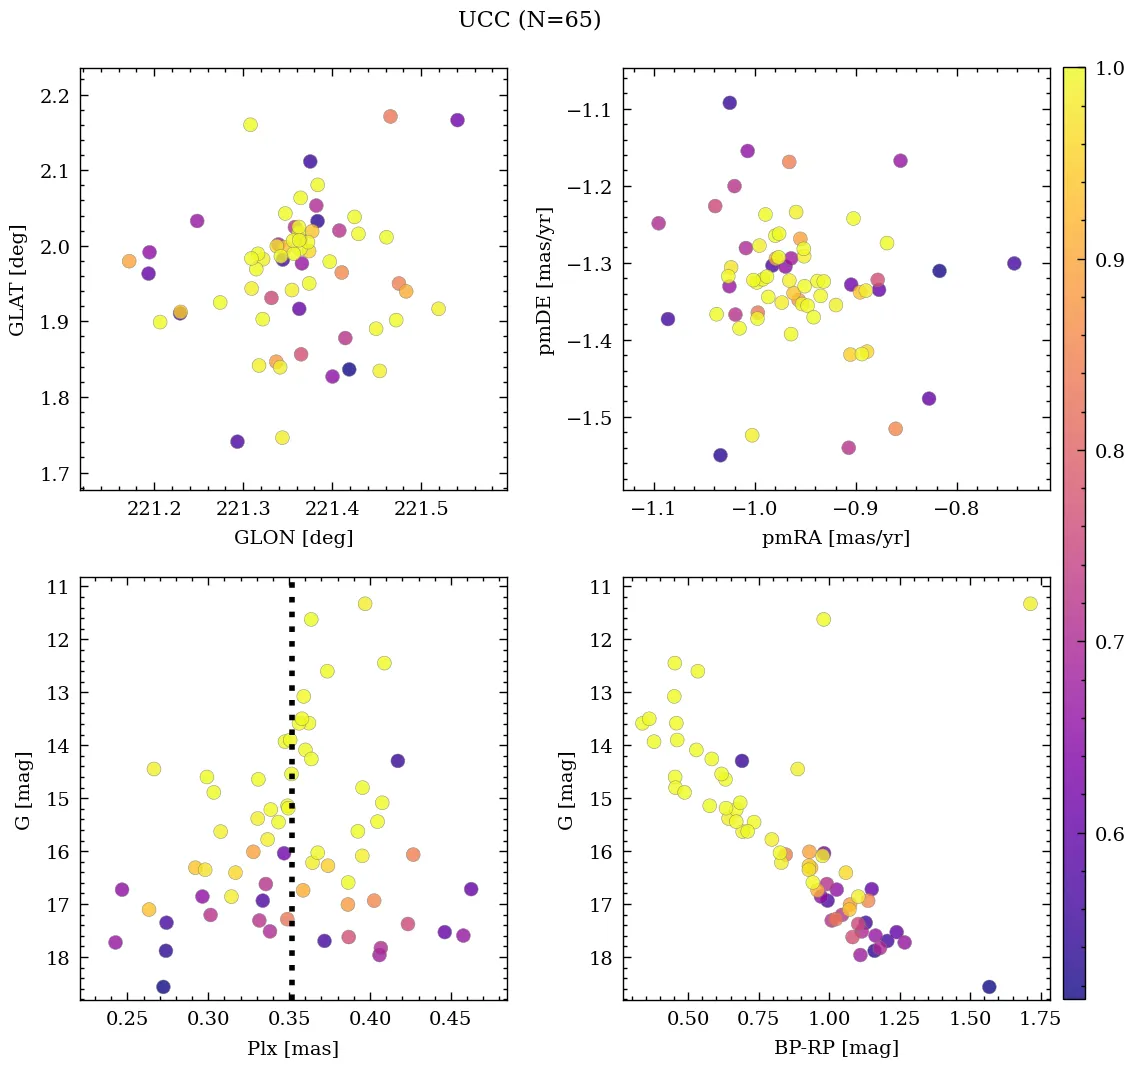 UCC (N=65)
2.2
2.1
2.0
1.9
1.8
1.7
GLAT [deg]
221.2 221.3 221.4 221.5
GLON [deg]
−1.1
−1.2
−1.3
−1.4
−1.5
pmDE [mas/yr]
−1.1 −1.0 −0.9 −0.8
pmRA [mas/yr]
1.0
0.9
0.8
0.7
0.6
11
12
13
14
15
16
17
18
G [mag]
0.25 0.30 0.35 0.40 0.45
Plx [mas]
11
12
13
14
15
16
17
18
G [mag]
0.50 0.75 1.00 1.25 1.50 1.75
BP-RP [mag]